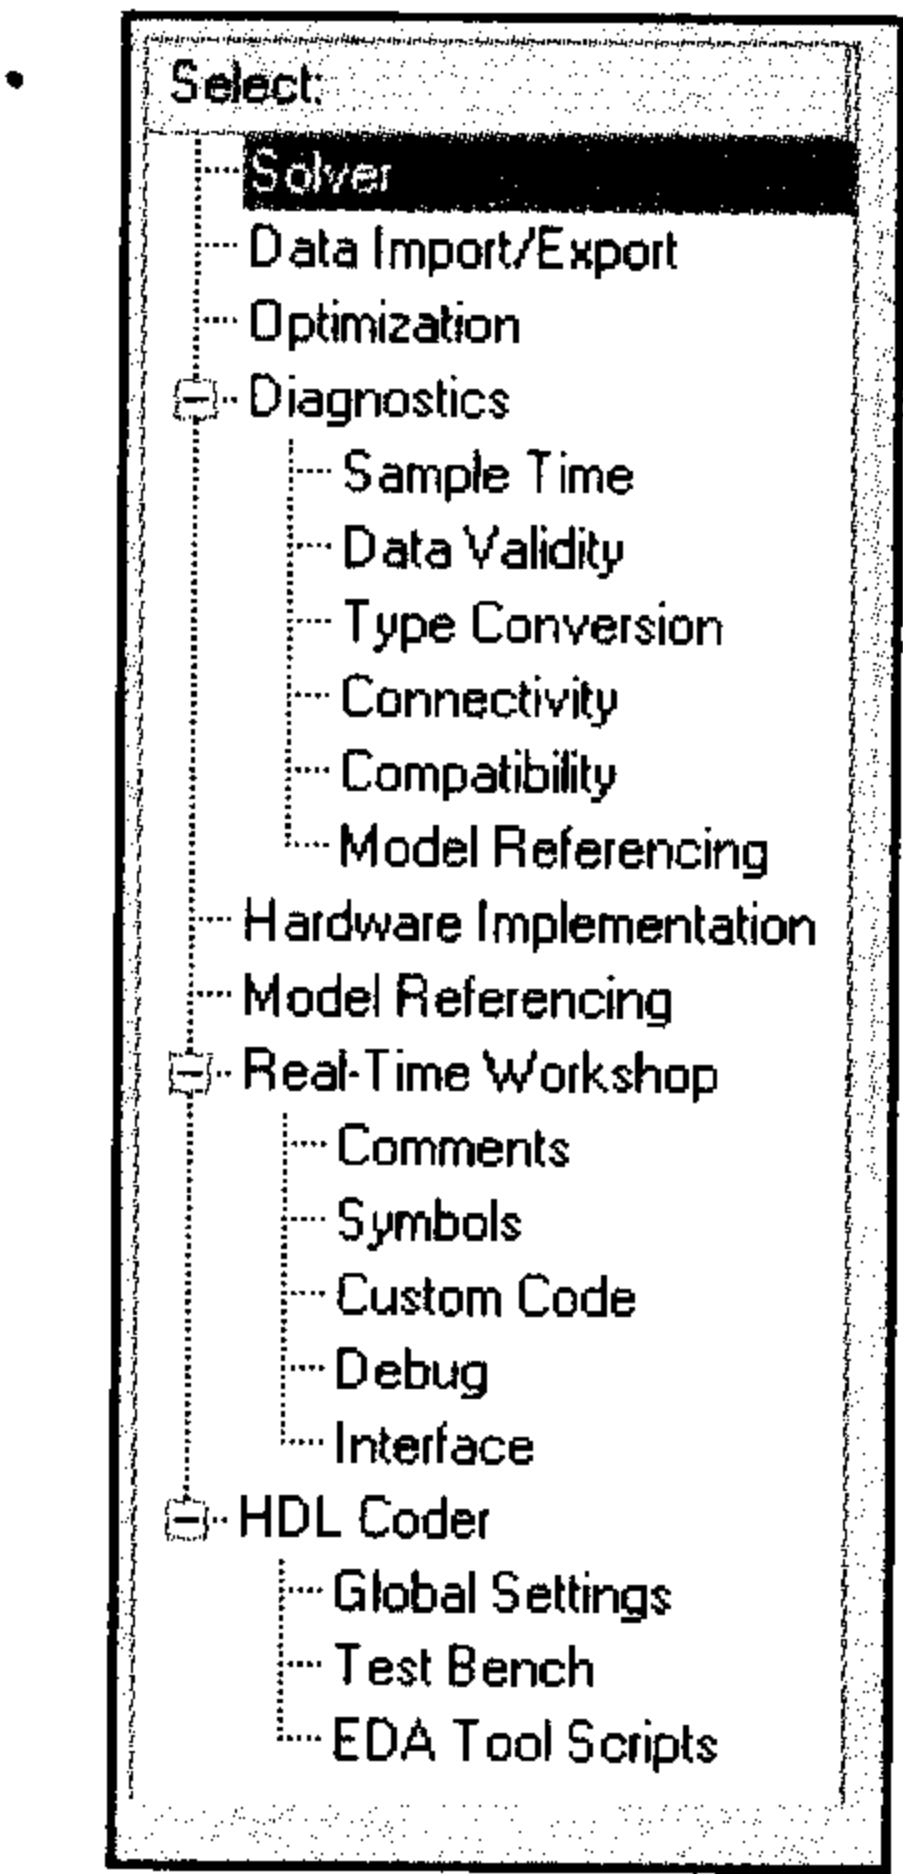 Select:
Solver
Data Import/Export
Optimization
Diagnostics
Sample Time
Data Validity
Type Conversion
Connectivity
Compatibility
Model Referencing
Hardware Implementation
Model Referencing
Real-Time Workshop
Comments
Symbols
Custom Code
Debug
Interface
HDL Coder
Global Settings
Test Bench
EDA Tool Scripts